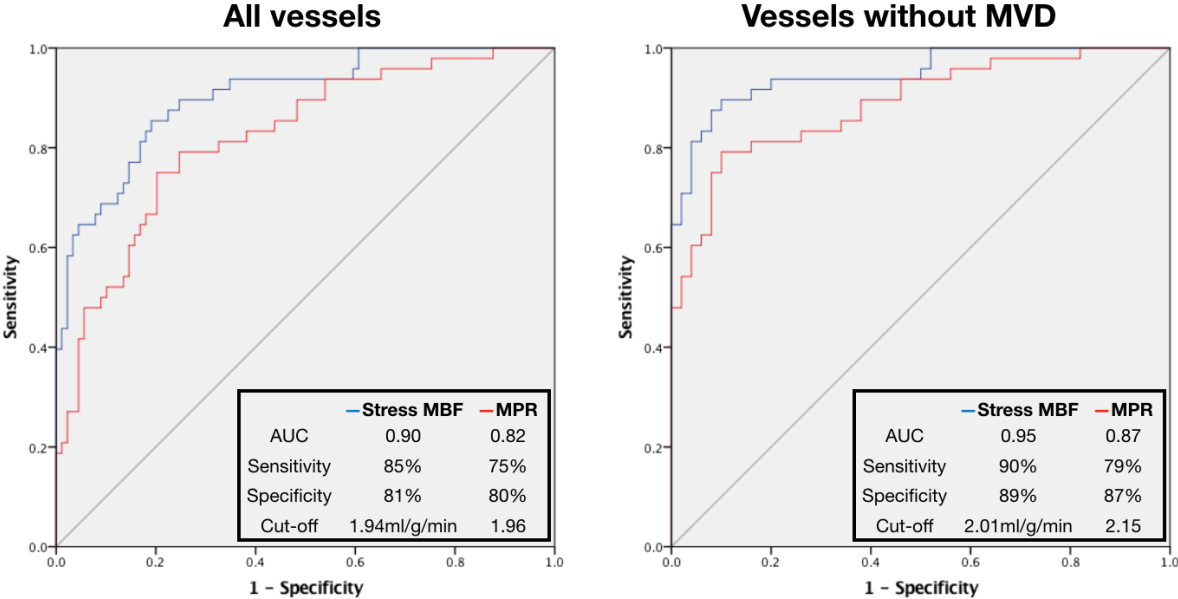 All vessels
1.0
0.8
0.6
0.4
0.2
0.0
Sensitivity
0.0 0.2 0.4 0.6 0.8 1.0
1 - Specificity
Stress MBF MPR
AUC 0.90 0.82
Sensitivity 85% 75%
Specificity 81% 80%
Cut-off 1.94ml/g/min 1.96
Vessels without MVD
1.0
0.8
0.6
0.4
0.2
0.0
Sensitivity
0.0 0.2 0.4 0.6 0.8 1.0
1 - Specificity
Stress MBF MPR
AUC 0.95 0.87
Sensitivity 90% 79%
Specificity 89% 87%
Cut-off 2.01ml/g/min 2.15